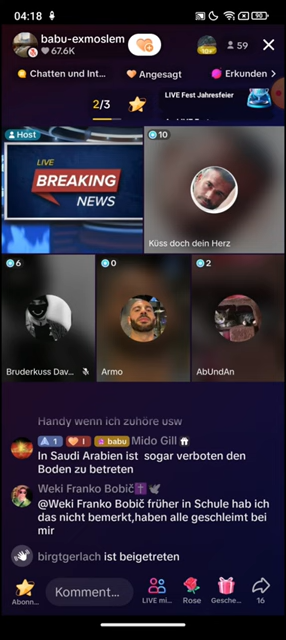 04:18
90
babu-exmoslem
67.6K
10+
59
Chatten und Int...
Angesagt
Erkunden
2/3
LIVE Fest Jahresfeier
Host
LIVE
BREAKING
NEWS
10
Küss doch dein Herz
6
Bruderkuss Dav...
0
Armo
2
AbUndAn
Handy wenn ich zuhöre usw
1 I babu Mido Gill
In Saudi Arabien ist sogar verboten den
Boden zu betreten
Weki Franko Bobič
@Weki Franko Bobič früher in Schule hab ich
das nicht bemerkt,haben alle geschleimt bei
mir
birgtgerlach ist beigetreten
Abonn...
Komment...
LIVE mi...
Rose
Gesche...
16